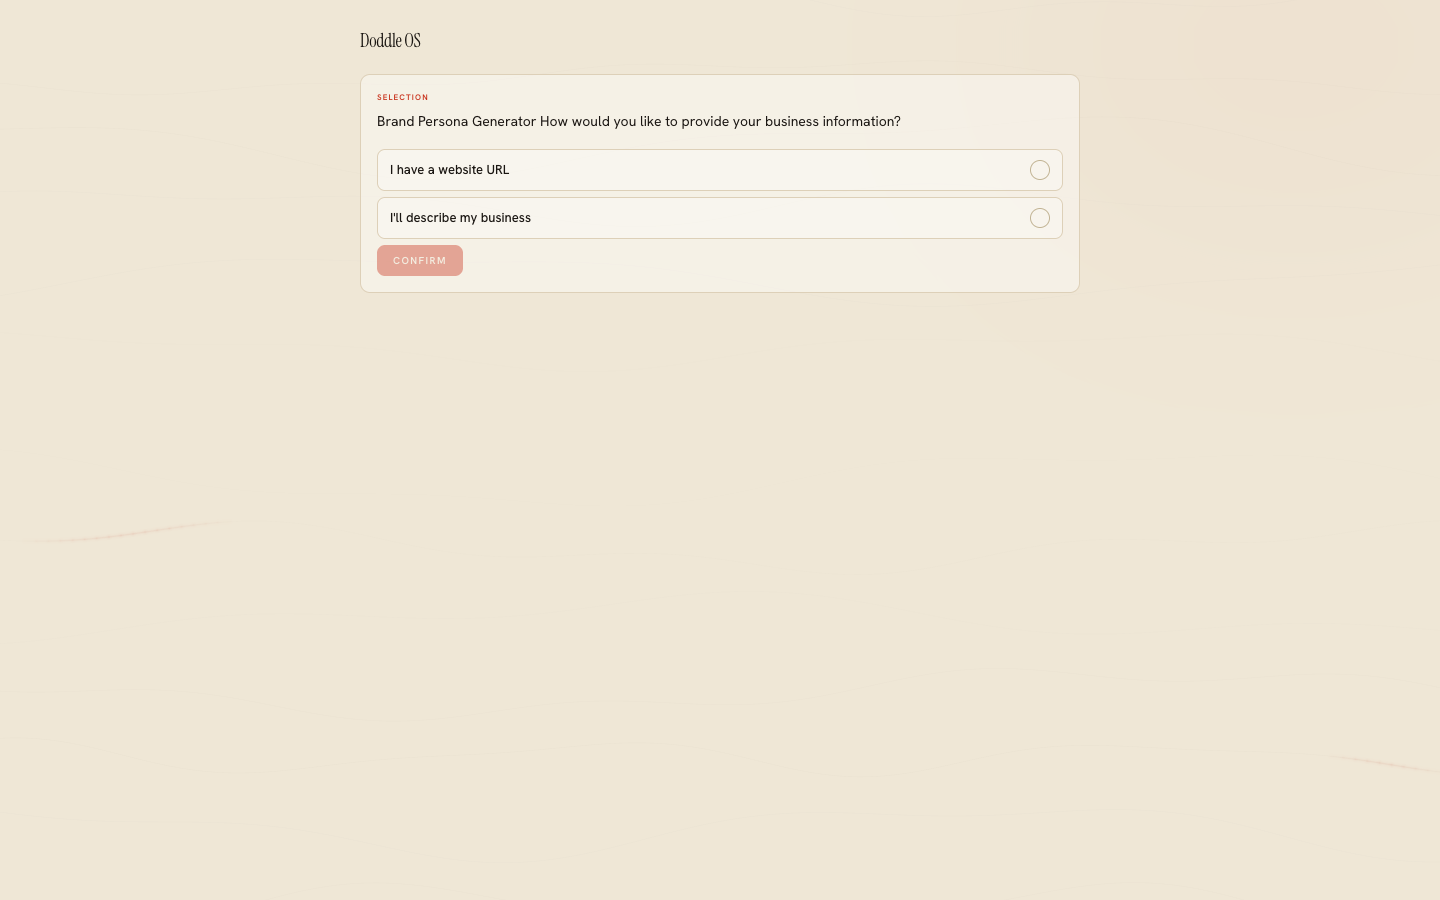 Doddle OS
SELECTION
Brand Persona Generator How would you like to provide your business information?
I have a website URL
I'll describe my business
CONFIRM